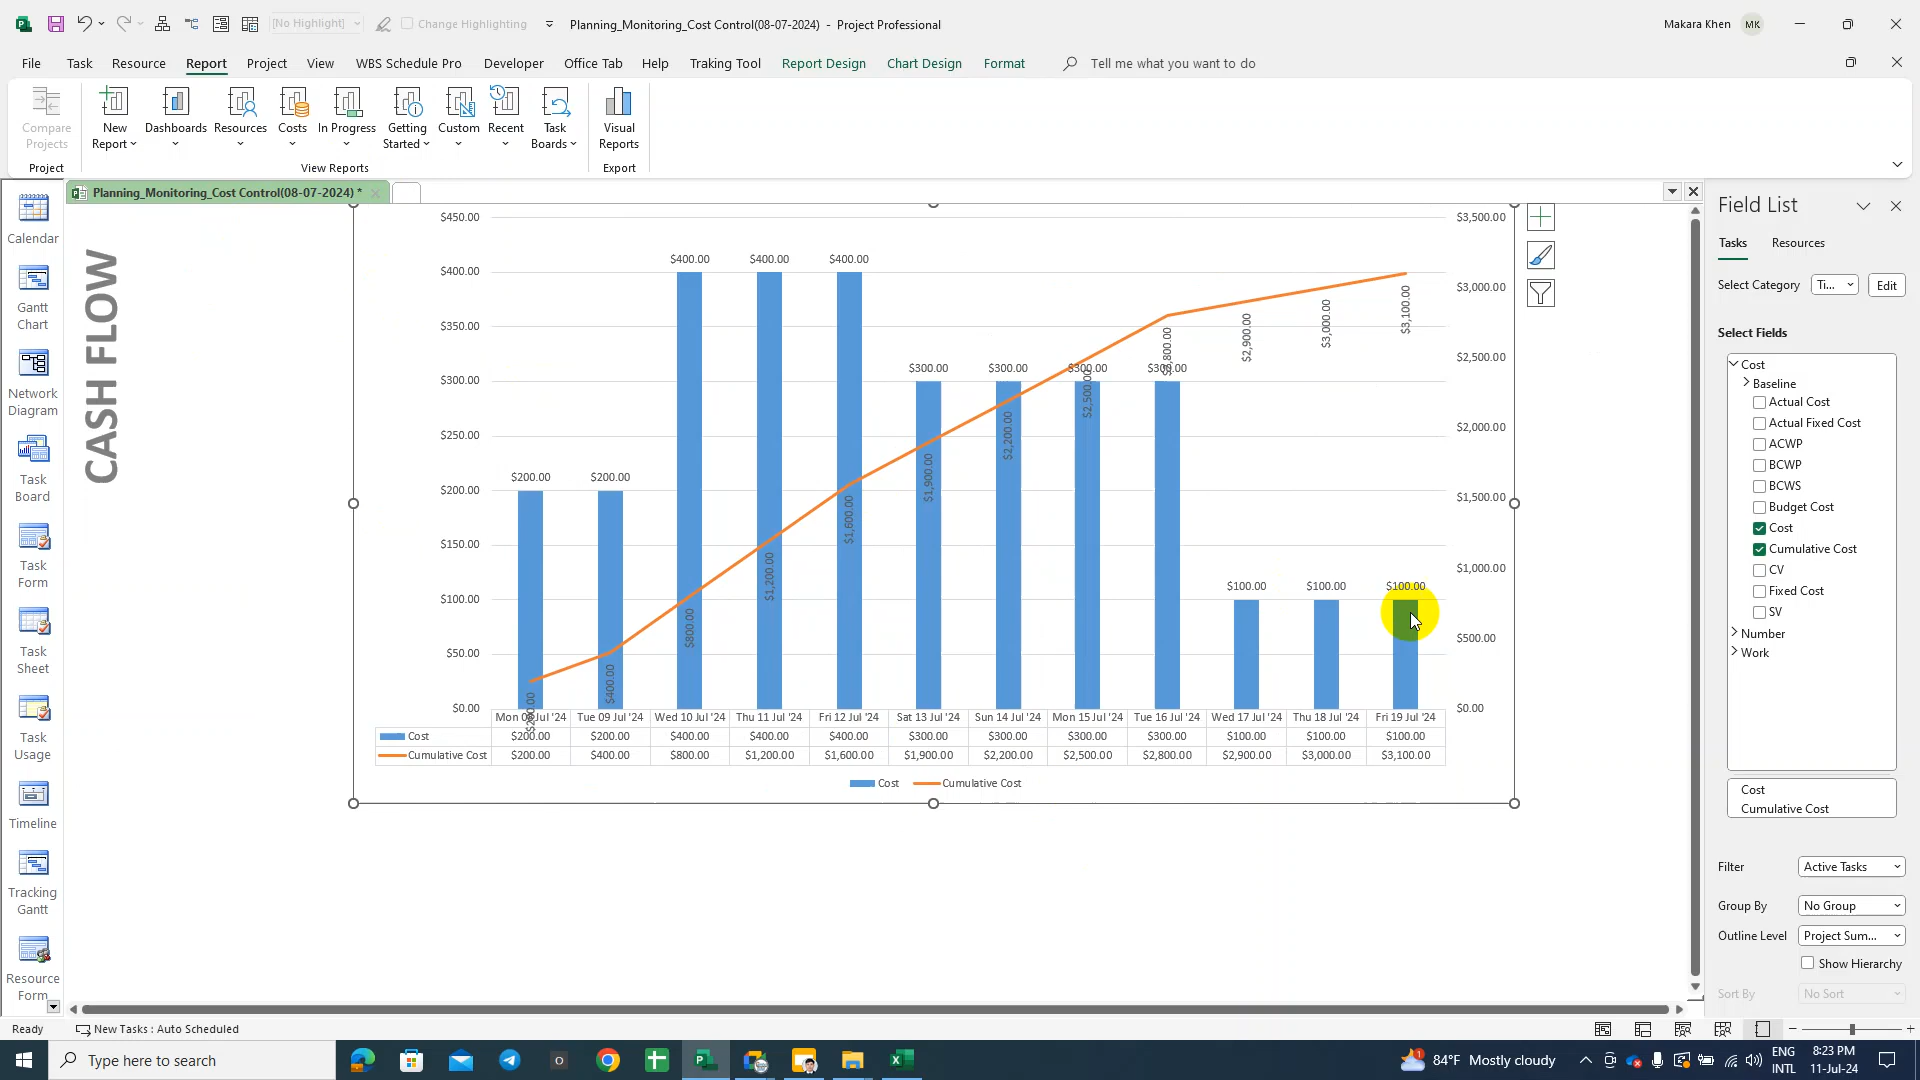 [No Highlight] Change Highlighting Planning_Monitoring_Cost Control(08-07-2024) - Project Professional Makara Khen MK
File Task Resource Report Project View WBS Schedule Pro Developer Office Tab Help Traking Tool Report Design Chart Design Format Tell me what you want to do
Compare Projects
New Report
Dashboards
Resources
Costs
In Progress
Getting Started
Custom
Recent
Task Boards
Visual Reports
Project View Reports Export
Planning_Monitoring_Cost Control(08-07-2024) *
Calendar
Gantt Chart
Network Diagram
Task Board
Task Form
Task Sheet
Task Usage
Timeline
Tracking Gantt
Resource Form
CASH FLOW
$450.00
$400.00
$350.00
$300.00
$250.00
$200.00
$150.00
$100.00
$50.00
$0.00
$200.00 $200.00 $400.00 $400.00 $400.00 $300.00 $300.00 $300.00 $300.00 $100.00 $100.00 $100.00
$200.00 $400.00 $800.00 $1,200.00 $1,600.00 $1,900.00 $2,200.00 $2,500.00 $2,800.00 $2,900.00 $3,000.00 $3,100.00
$3,500.00
$3,000.00
$2,500.00
$2,000.00
$1,500.00
$1,000.00
$500.00
$0.00
Mon 08 Jul '24 Tue 09 Jul '24 Wed 10 Jul '24 Thu 11 Jul '24 Fri 12 Jul '24 Sat 13 Jul '24 Sun 14 Jul '24 Mon 15 Jul '24 Tue 16 Jul '24 Wed 17 Jul '24 Thu 18 Jul '24 Fri 19 Jul '24
Cost $200.00 $200.00 $400.00 $400.00 $400.00 $300.00 $300.00 $300.00 $300.00 $100.00 $100.00 $100.00
Cumulative Cost $200.00 $400.00 $800.00 $1,200.00 $1,600.00 $1,900.00 $2,200.00 $2,500.00 $2,800.00 $2,900.00 $3,000.00 $3,100.00
Cost Cumulative Cost
Field List
Tasks Resources
Select Category Ti... Edit
Select Fields
Cost
Baseline
Actual Cost
Actual Fixed Cost
ACWP
BCWP
BCWS
Budget Cost
Cost
Cumulative Cost
CV
Fixed Cost
SV
Number
Work
Cost
Cumulative Cost
Filter Active Tasks
Group By No Group
Outline Level Project Sum...
Show Hierarchy
Sort By No Sort
Ready New Tasks : Auto Scheduled
Type here to search
84°F Mostly cloudy
ENG
INTL
8:23 PM
11-Jul-24